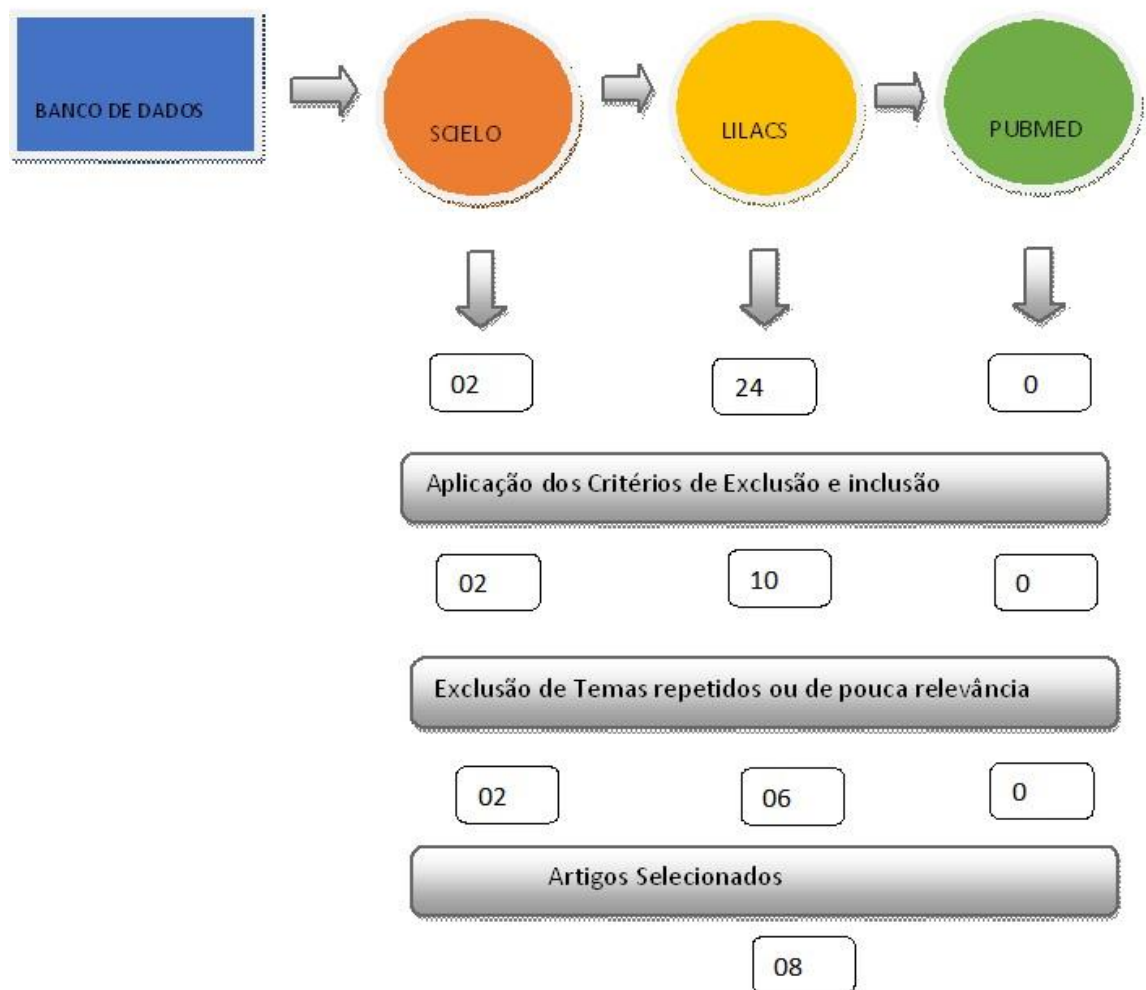 BANCO DE DADOS
SCIELO
LILACS
PUBMED
02
24
0
Aplicação dos Critérios de Exclusão e inclusão
02
10
0
Exclusão de Temas repetidos ou de pouca relevância
02
06
0
Artigos Selecionados
08